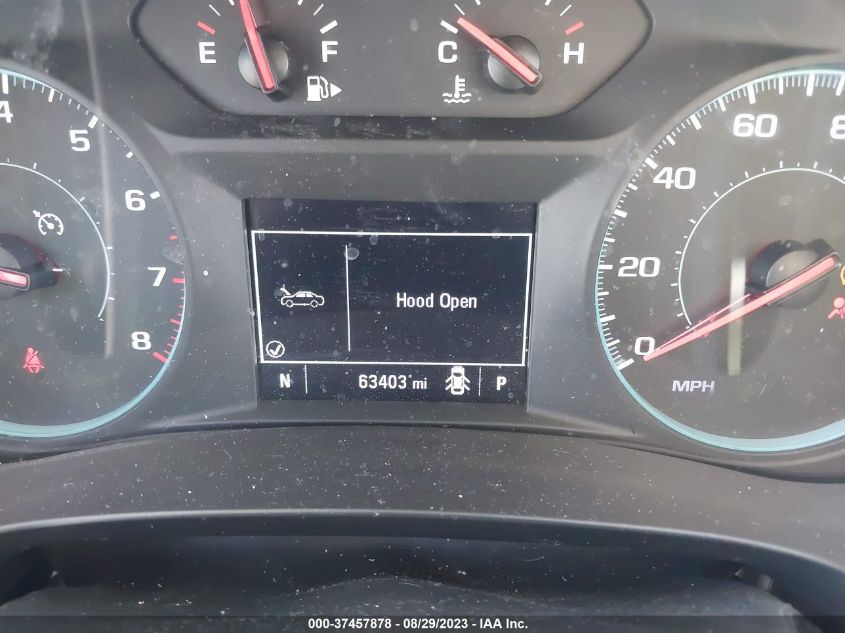 E F C H
4 5 6 7 8
0 20 40 60 8
MPH
Hood Open
N 63403 mi P
000-37457878 - 08/29/2023 - IAA Inc.